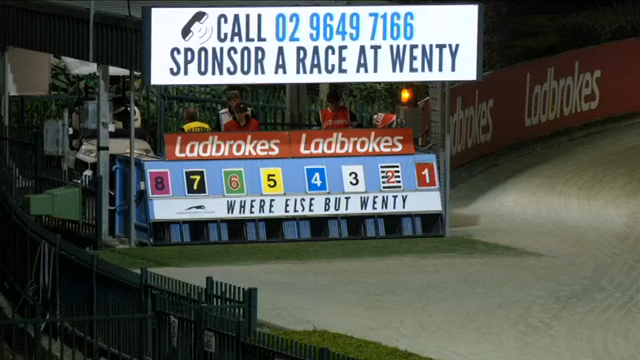 CALL 02 9649 7166
SPONSOR A RACE AT WENTY
Ladbrokes Ladbrokes
Ladbrokes
Ladbrokes
8 7 6 5 4 3 2 1
WHERE ELSE BUT WENTY